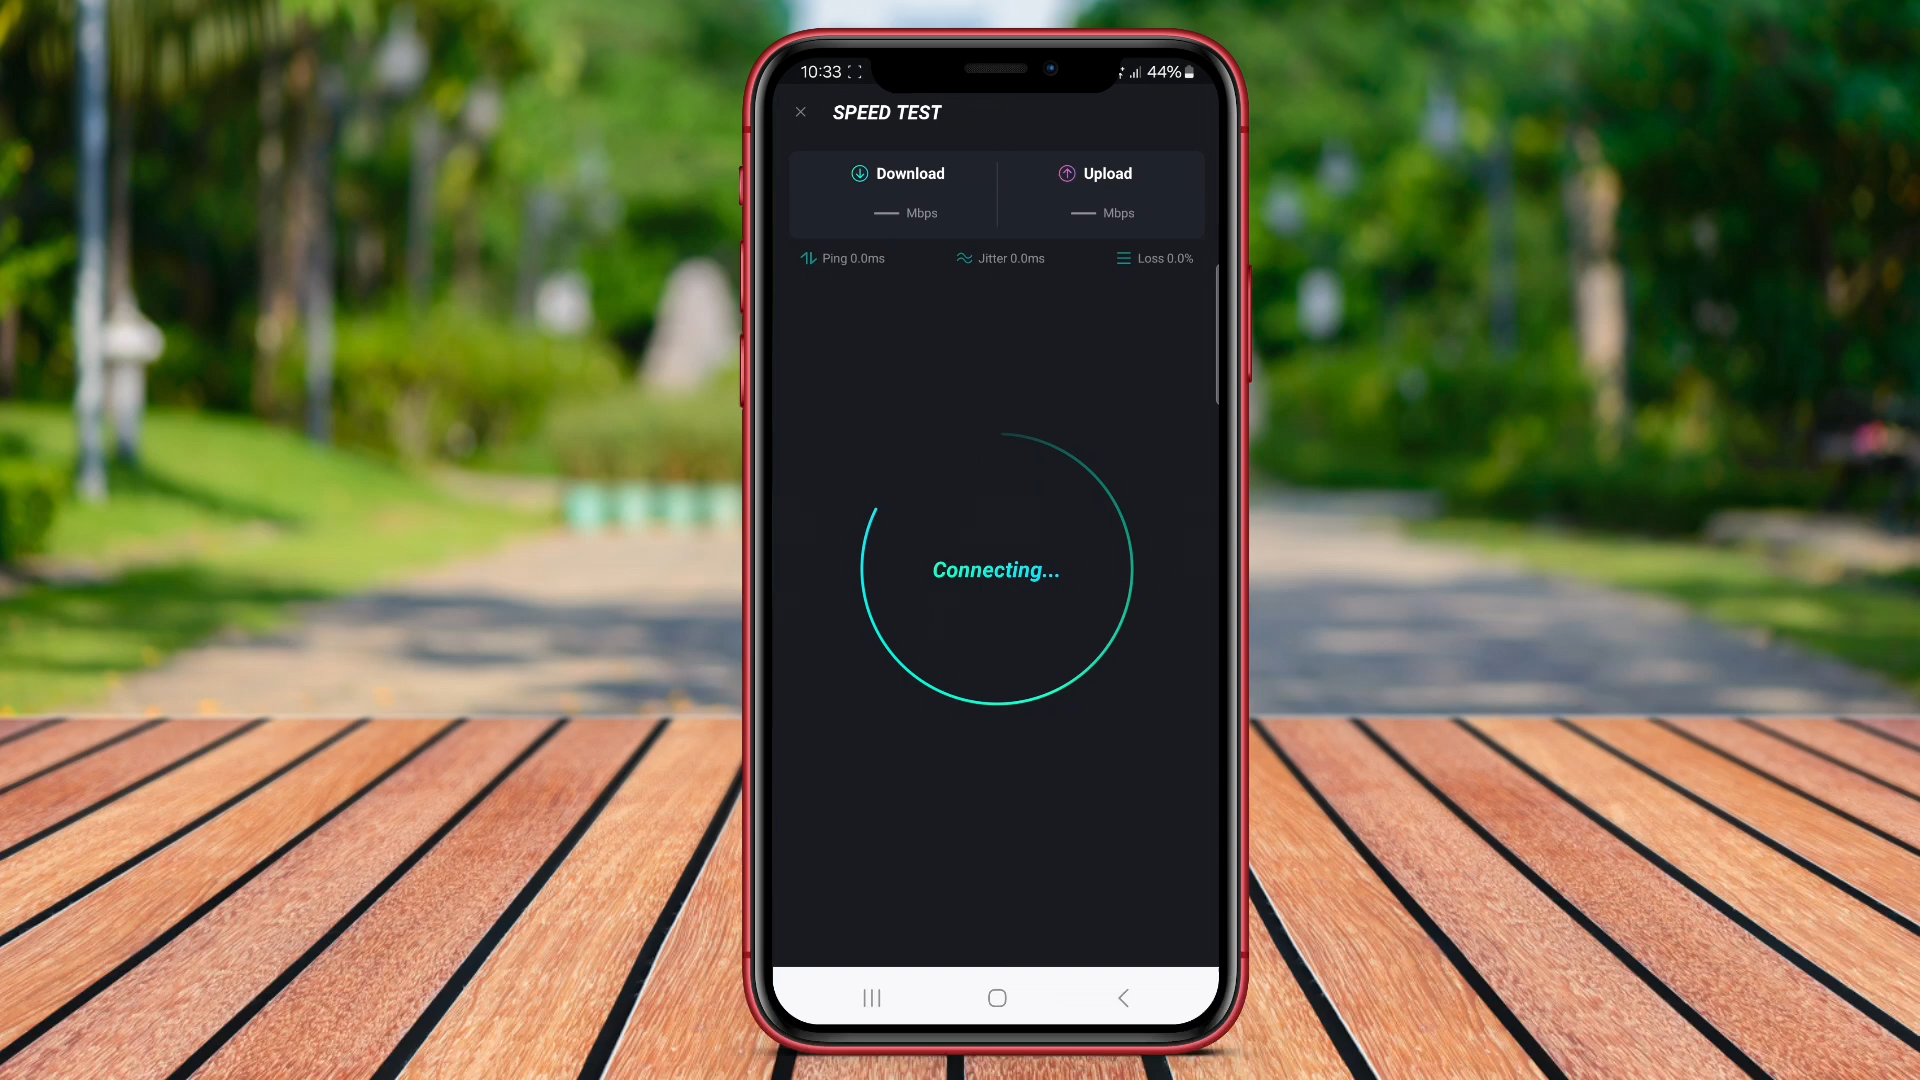 10:33 44%
SPEED TEST
Download Upload
Mbps Mbps
Ping 0.0ms Jitter 0.0ms Loss 0.0%
Connecting...